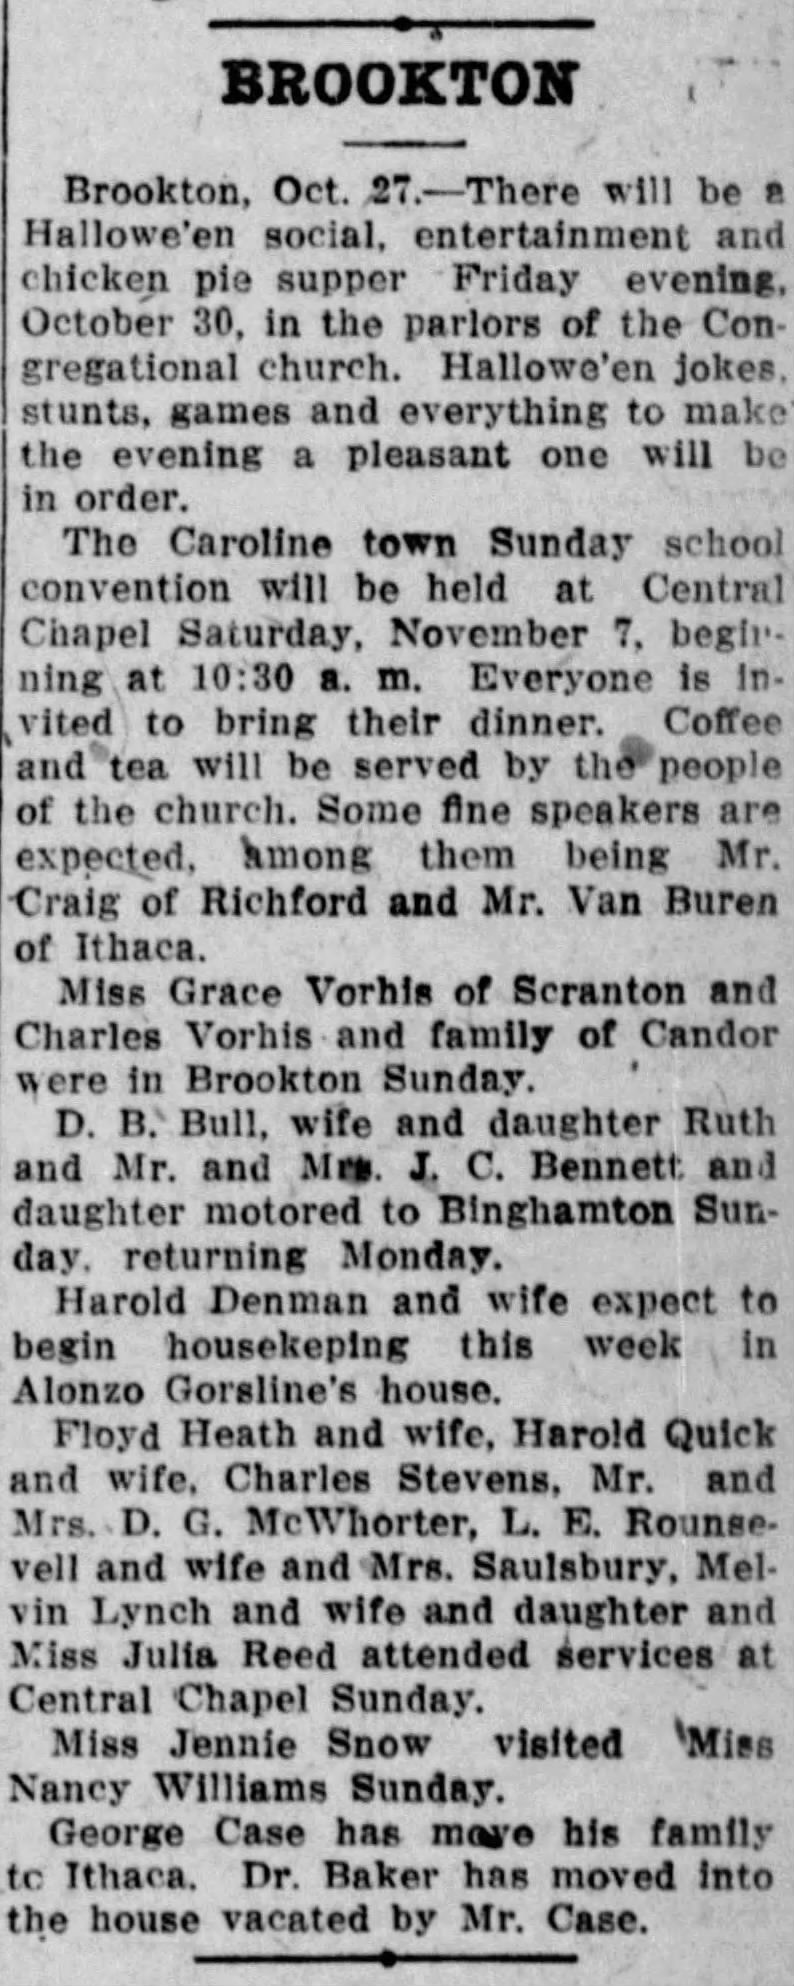 BROOKTON
Brookton, Oct. 27.—There will be a
Hallowe'en social, entertainment and
chicken pie supper Friday evening,
October 30, in the parlors of the Con-
gregational church. Hallowe'en jokes,
stunts, games and everything to make
the evening a pleasant one will be
in order.
The Caroline town Sunday school
convention will be held at Central
Chapel Saturday, November 7, begin-
ning at 10:30 a. m. Everyone is in-
vited to bring their dinner. Coffee
and tea will be served by the people
of the church. Some fine speakers are
expected, among them being Mr.
Craig of Richford and Mr. Van Buren
of Ithaca.
Miss Grace Vorhis of Scranton and
Charles Vorhis and family of Candor
were in Brookton Sunday.
D. B. Bull, wife and daughter Ruth
and Mr. and Mrs. J. C. Bennett and
daughter motored to Binghamton Sun-
day, returning Monday.
Harold Denman and wife expect to
begin housekeping this week in
Alonzo Gorsline's house.
Floyd Heath and wife, Harold Quick
and wife, Charles Stevens, Mr. and
Mrs. D. G. McWhorter, L. E. Rounse-
vell and wife and Mrs. Saulsbury, Mel-
vin Lynch and wife and daughter and
Miss Julia Reed attended services at
Central Chapel Sunday.
Miss Jennie Snow visited Miss
Nancy Williams Sunday.
George Case has move his family
to Ithaca. Dr. Baker has moved into
the house vacated by Mr. Case.